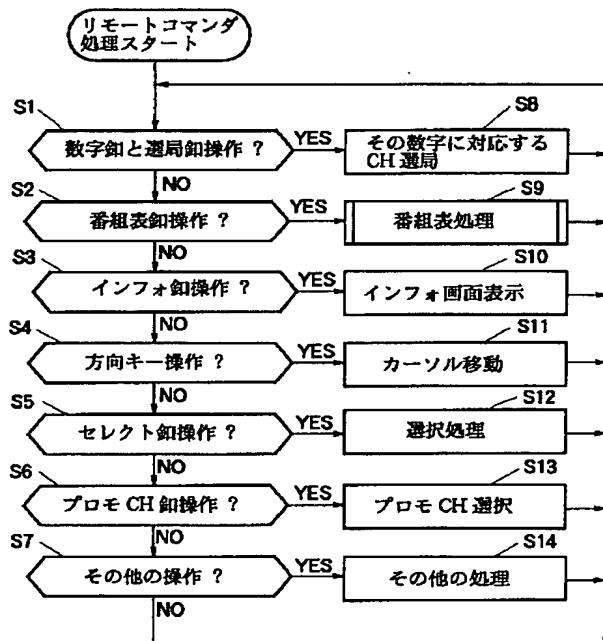 リモートコマンダ
処理スタート
S1
数字釦と選局釦操作 ?
YES
S8
その数字に対応する
CH 選局
NO
S2
番組表釦操作 ?
YES
S9
番組表処理
NO
S3
インフォ釦操作 ?
YES
S10
インフォ画面表示
NO
S4
方向キー操作 ?
YES
S11
カーソル移動
NO
S5
セレクト釦操作 ?
YES
S12
選択処理
NO
S6
プロモ CH 釦操作 ?
YES
S13
プロモ CH 選択
NO
S7
その他の操作 ?
YES
S14
その他の処理
NO